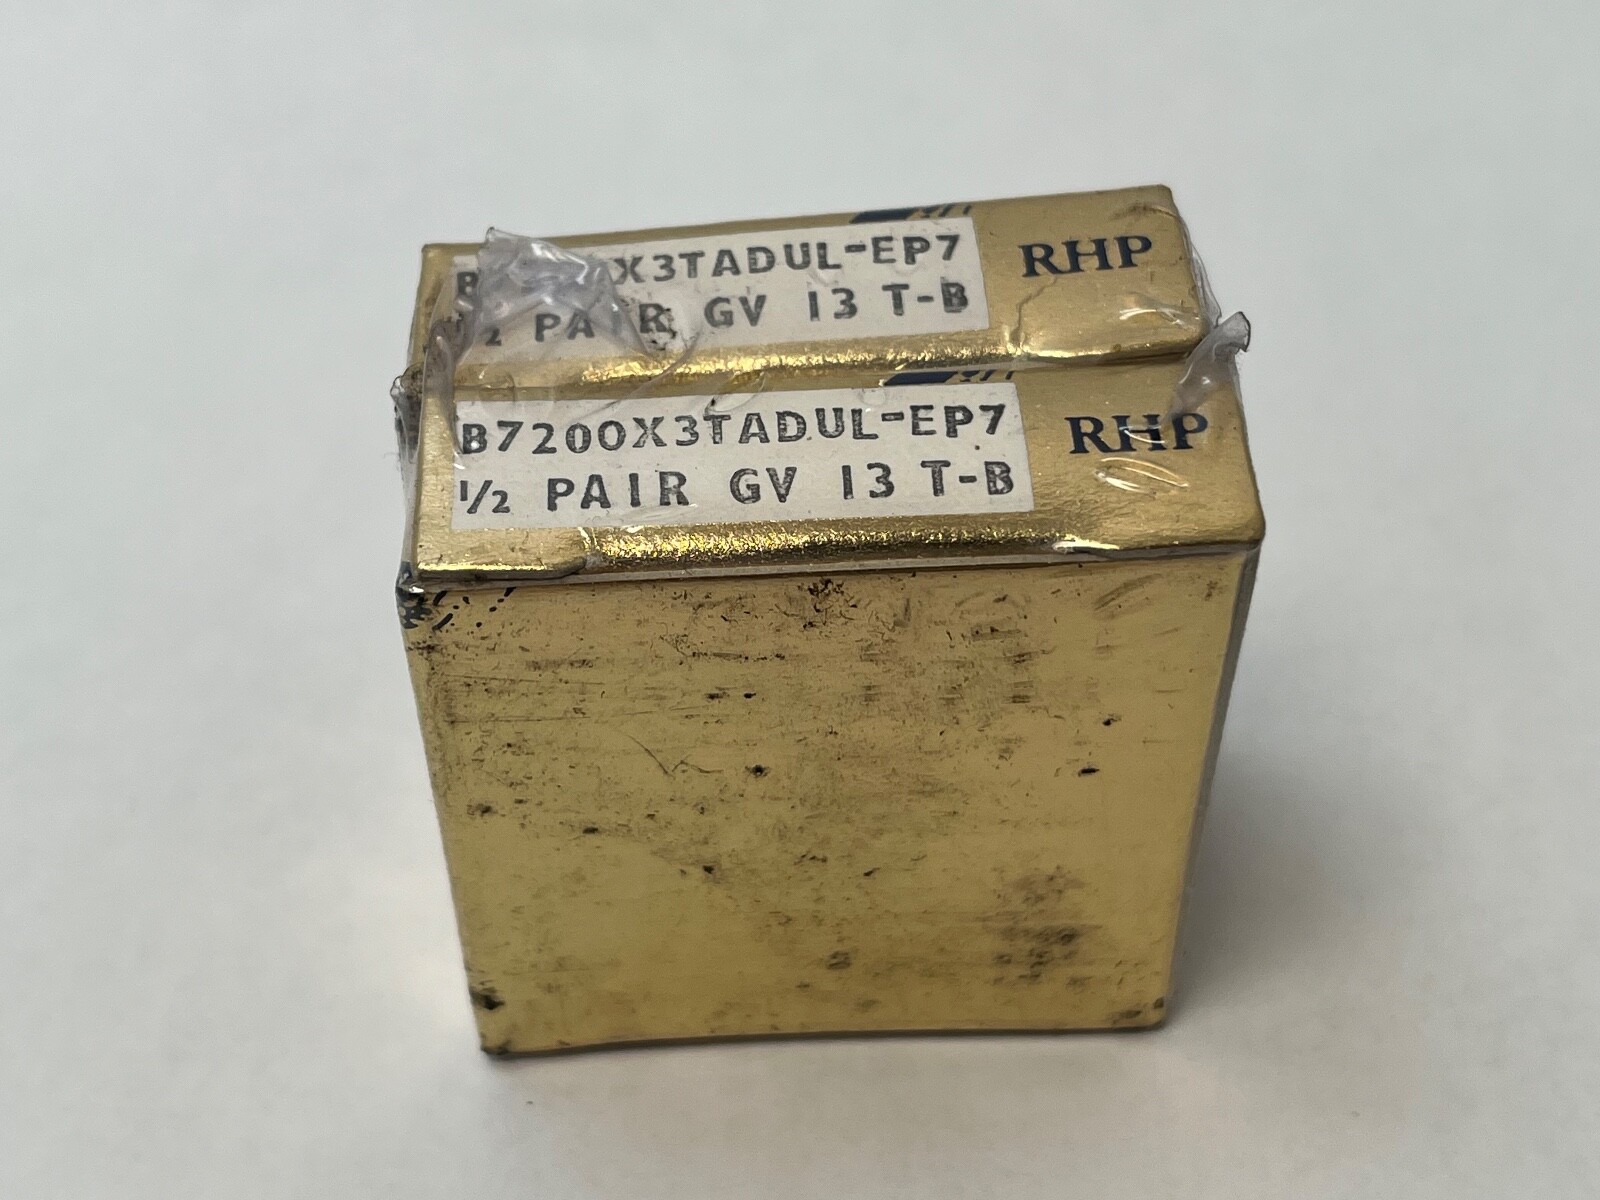 X3TADUL-EP7
½ PAIR GV 13 T-B
RHP
B7200X3TADUL-EP7
½ PAIR GV 13 T-B
RHP